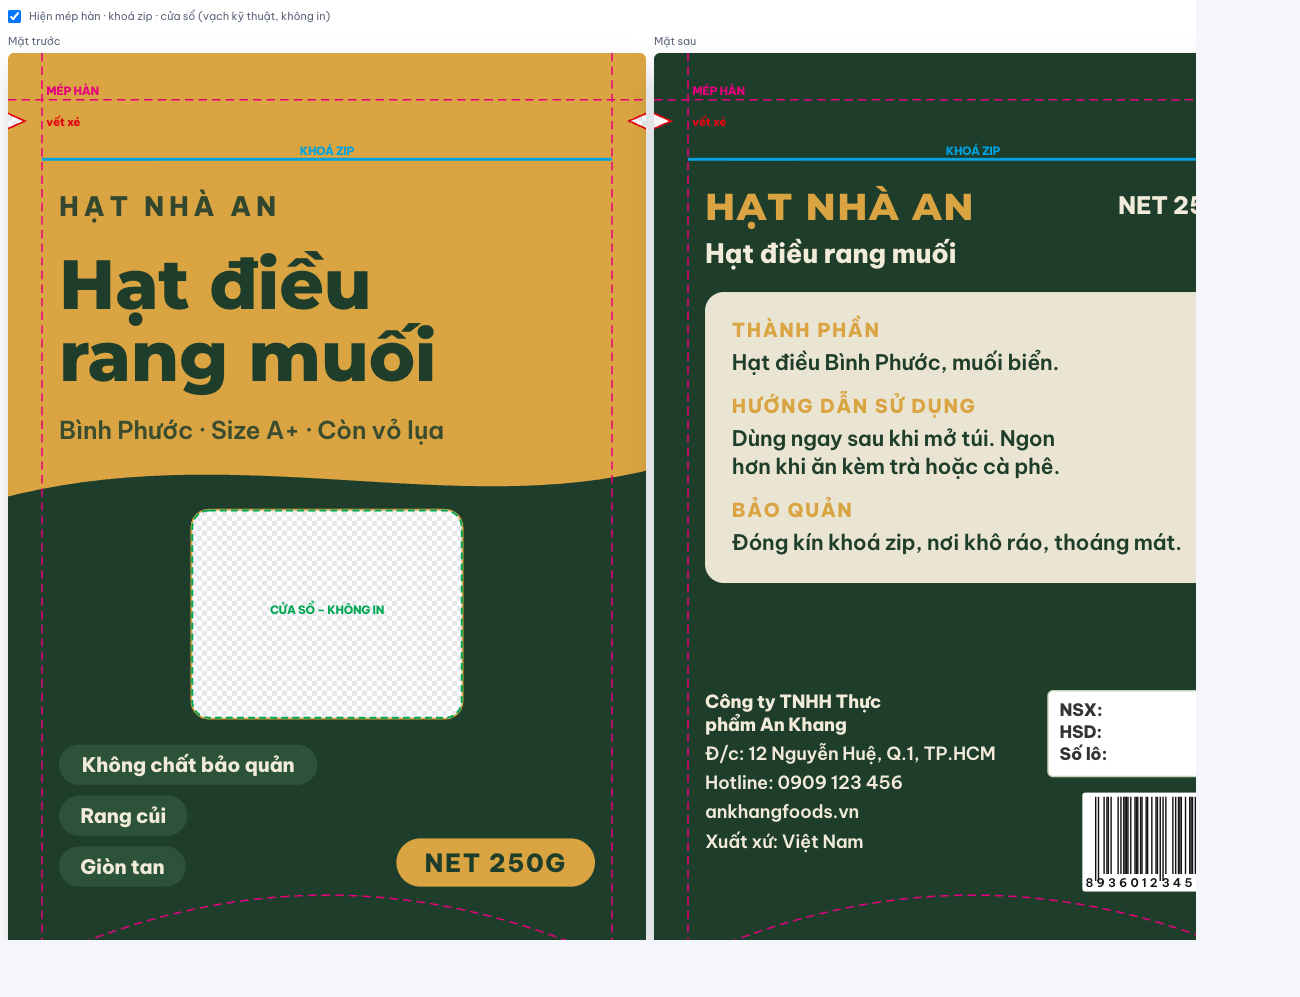 Hiện mép hàn · khoá zip · cửa sổ (vạch kỹ thuật, không in)
Mặt trước
MÉP HÀN
vết xé
KHOÁ ZIP
HẠT NHÀ AN
Hạt điều
rang muối
Bình Phước · Size A+ · Còn vỏ lụa
CỬA SỔ – KHÔNG IN
Không chất bảo quản
Rang củi
Giòn tan
NET 250G
Mặt sau
MÉP HÀN
vết xé
KHOÁ ZIP
HẠT NHÀ AN
NET 25
Hạt điều rang muối
THÀNH PHẦN
Hạt điều Bình Phước, muối biển.
HƯỚNG DẪN SỬ DỤNG
Dùng ngay sau khi mở túi. Ngon
hơn khi ăn kèm trà hoặc cà phê.
BẢO QUẢN
Đóng kín khoá zip, nơi khô ráo, thoáng mát.
Công ty TNHH Thực
phẩm An Khang
Đ/c: 12 Nguyễn Huệ, Q.1, TP.HCM
Hotline: 0909 123 456
ankhangfoods.vn
Xuất xứ: Việt Nam
NSX:
HSD:
Số lô:
8936012345